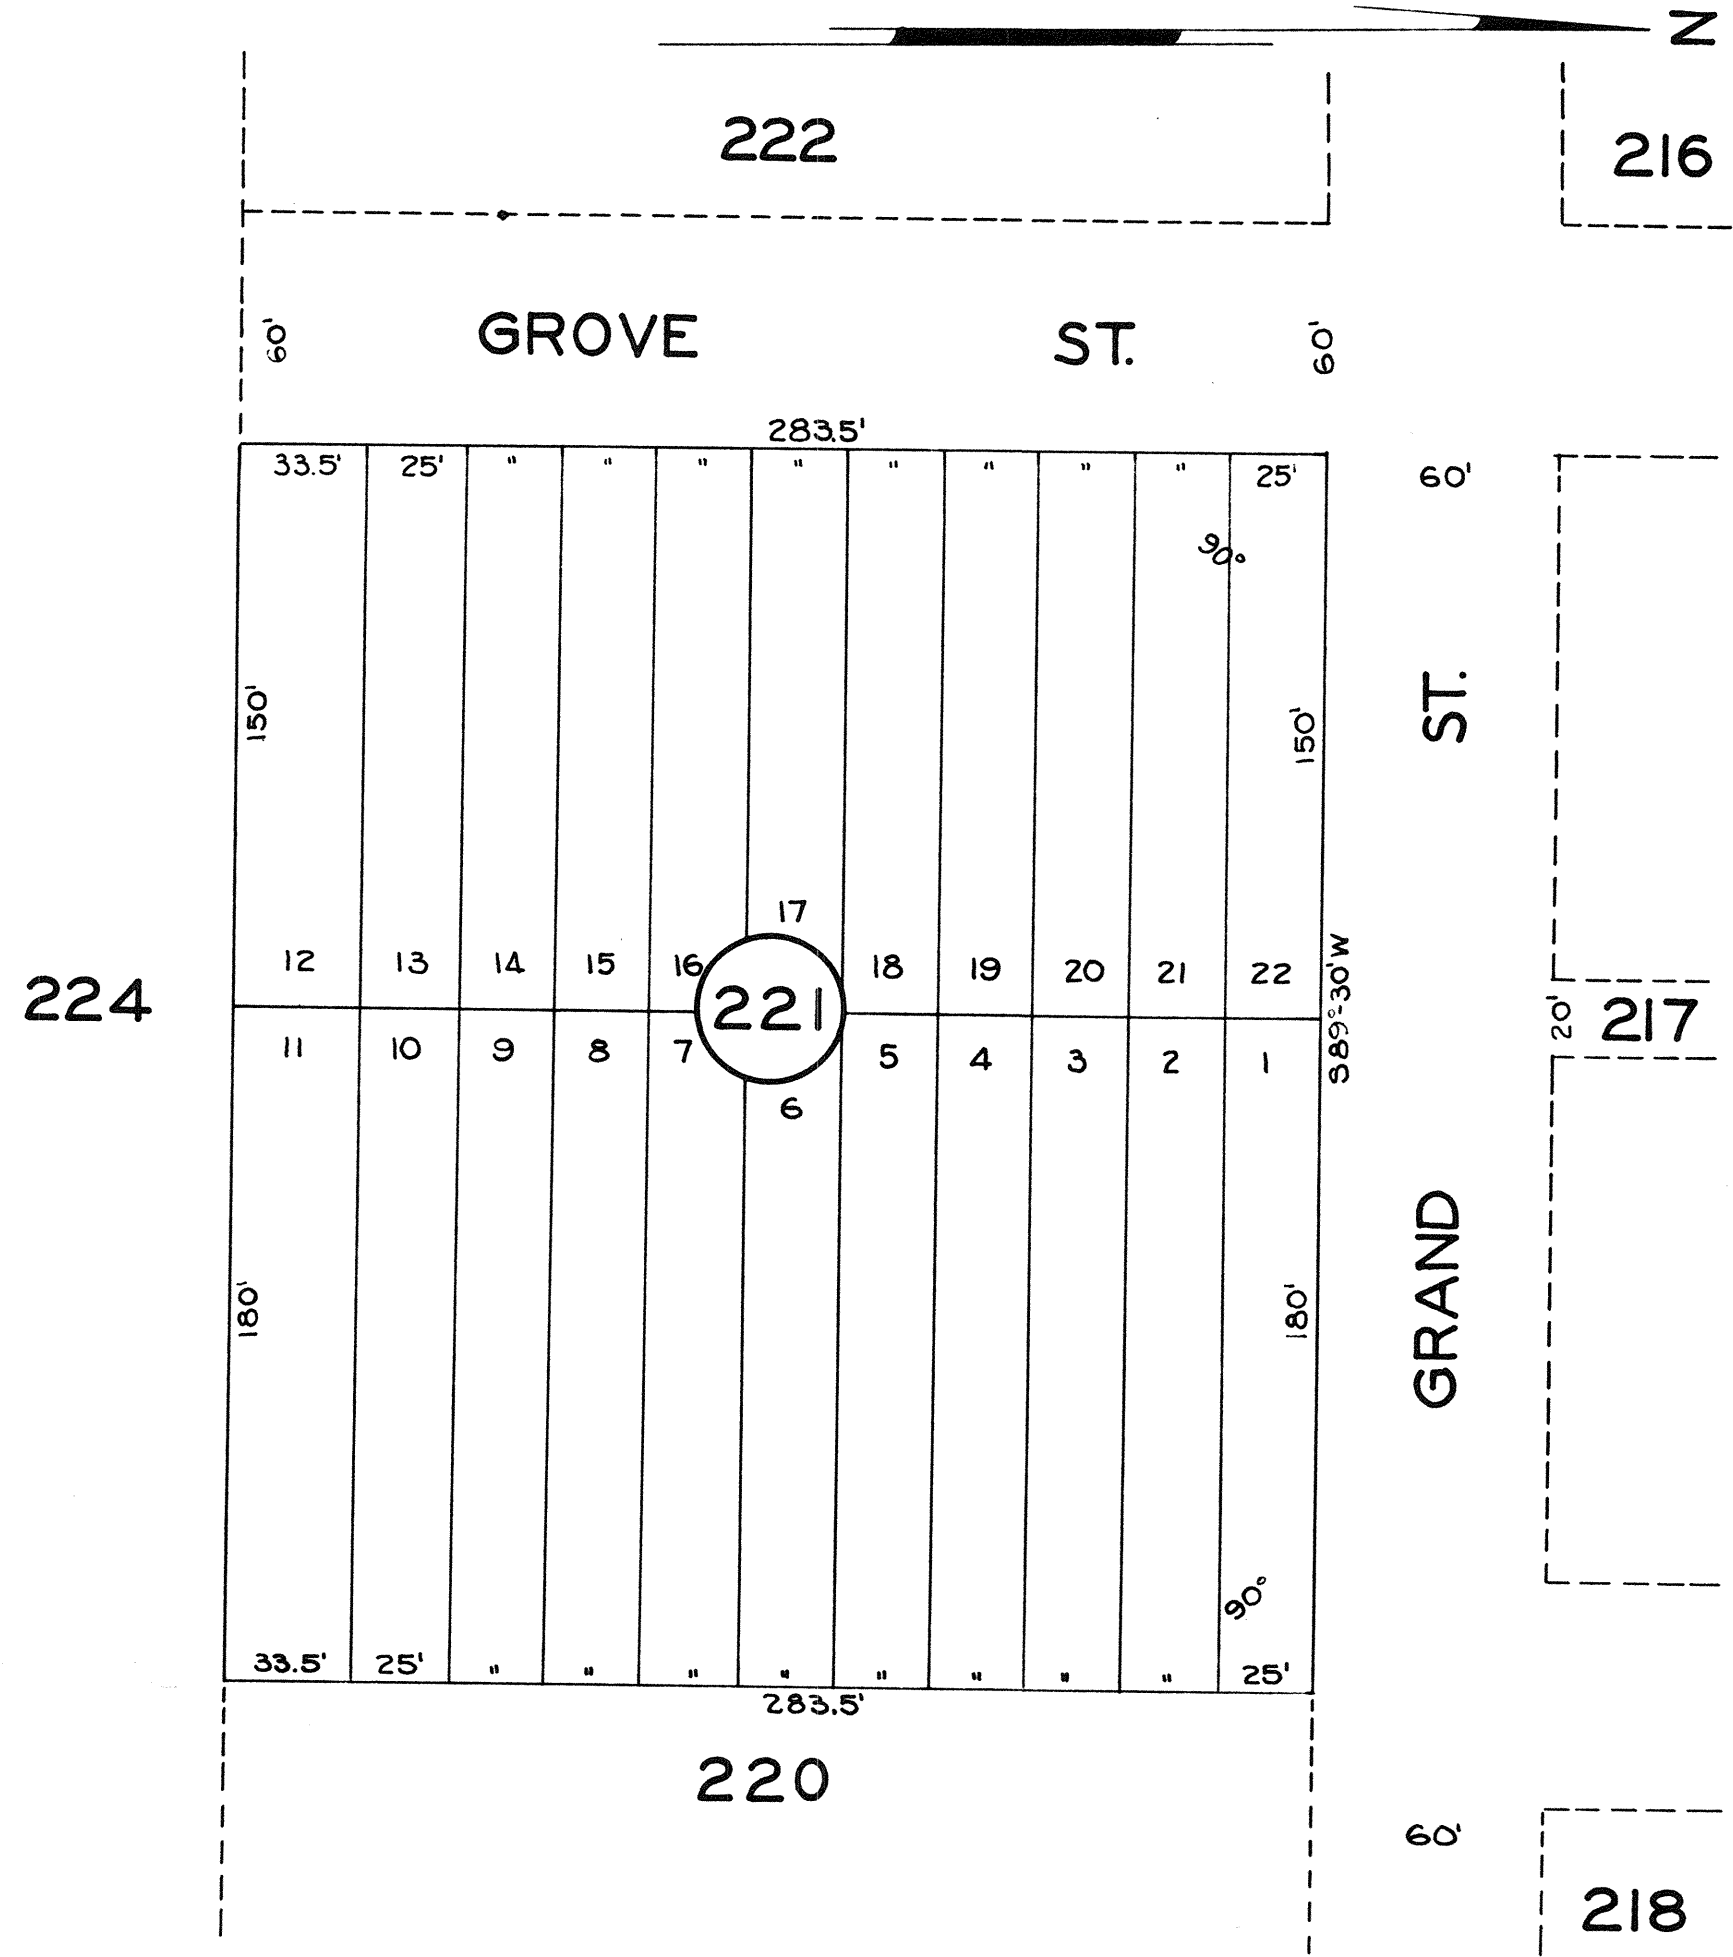 N
222
216
60'
GROVE ST.
60'
283.5'
33.5' 25' " " " " " " " " 25'
60'
90°
150'
150'
ST.
17
12 13 14 15 16 18 19 20 21 22
S89°-30'W
224
221
20'
217
11 10 9 8 7 5 4 3 2 1
6
180'
180'
GRAND
90°
33.5' 25' " " " " " " " " 25'
283.5'
220
60'
218